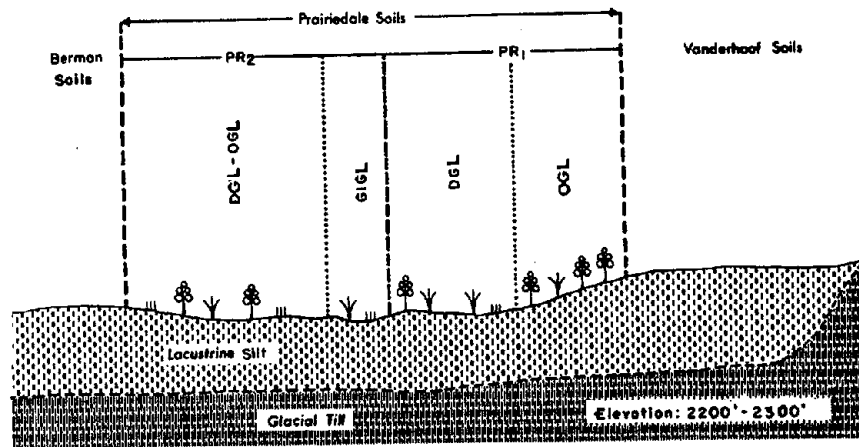 Prairiedale Soils
Berman
Soils
PR2
PR1
Vanderhoof Soils
DGL-OGL
GIGL
DGL
OGL
Lacustrine Silt
Glacial Till
Elevation: 2200'-2300'